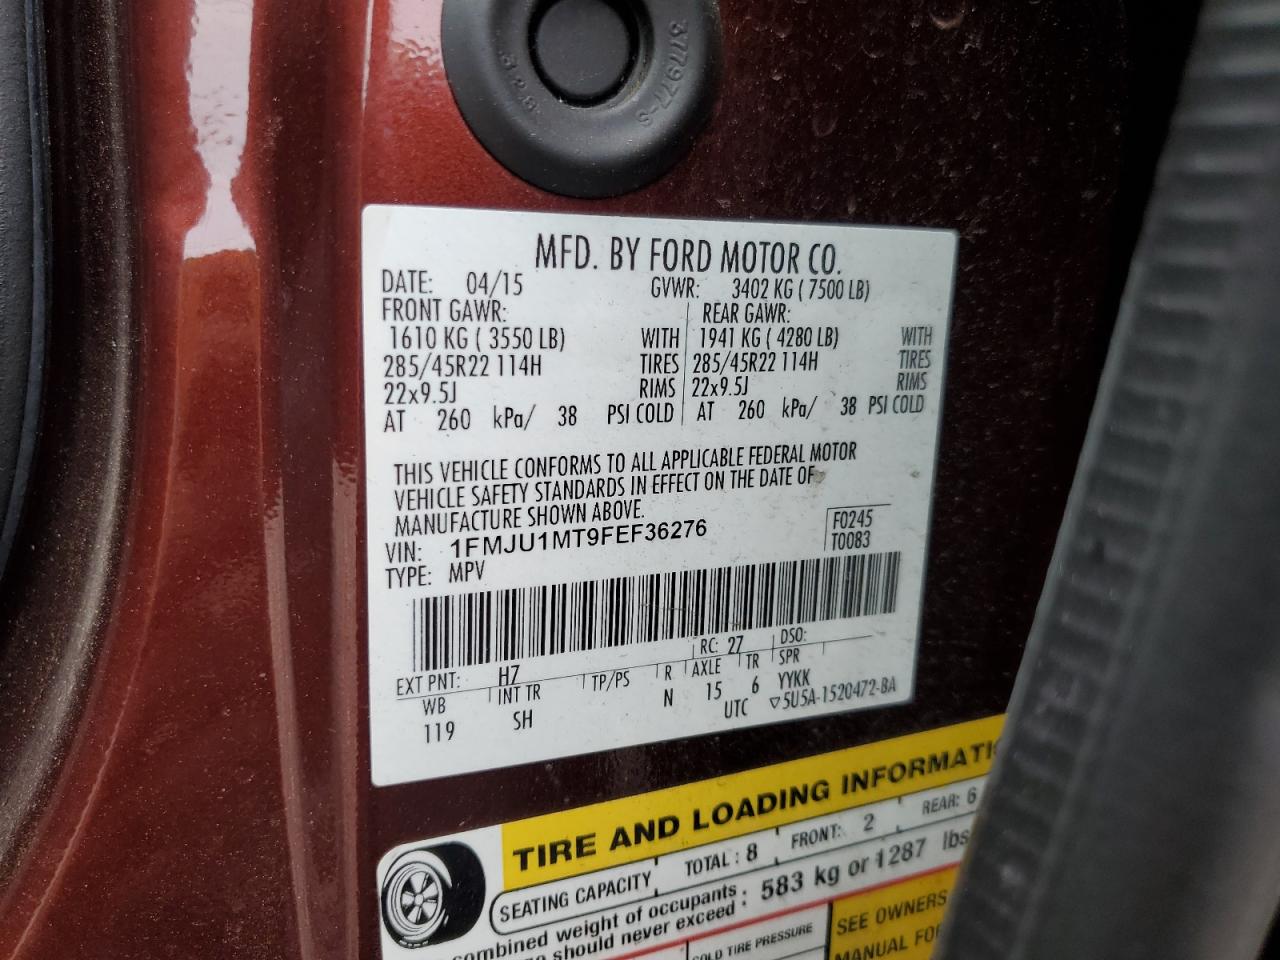 377977-S
MFD. BY FORD MOTOR CO.
DATE: 04/15 GVWR: 3402 KG ( 7500 LB)
FRONT GAWR: REAR GAWR:
1610 KG ( 3550 LB) WITH 1941 KG ( 4280 LB) WITH
285/45R22 114H TIRES 285/45R22 114H TIRES
22x9.5J RIMS 22x9.5J RIMS
AT 260 kPa/ 38 PSI COLD AT 260 kPa/ 38 PSI COLD
THIS VEHICLE CONFORMS TO ALL APPLICABLE FEDERAL MOTOR
VEHICLE SAFETY STANDARDS IN EFFECT ON THE DATE OF
MANUFACTURE SHOWN ABOVE.
VIN: 1FMJU1MT9FEF36276 F0245
TYPE: MPV T0083
EXT PNT: H7 RC: 27 DSO:
WB INT TR TP/PS R AXLE TR SPR
119 SH N 15 6 YYKK
UTC ▽5U5A-1520472-BA
TIRE AND LOADING INFORMATI
SEATING CAPACITY TOTAL : 8 FRONT: 2 REAR: 6
combined weight of occupants
should never exceed : 583 kg or 1287 lbs
COLD TIRE PRESSURE SEE OWNERS
MANUAL FO